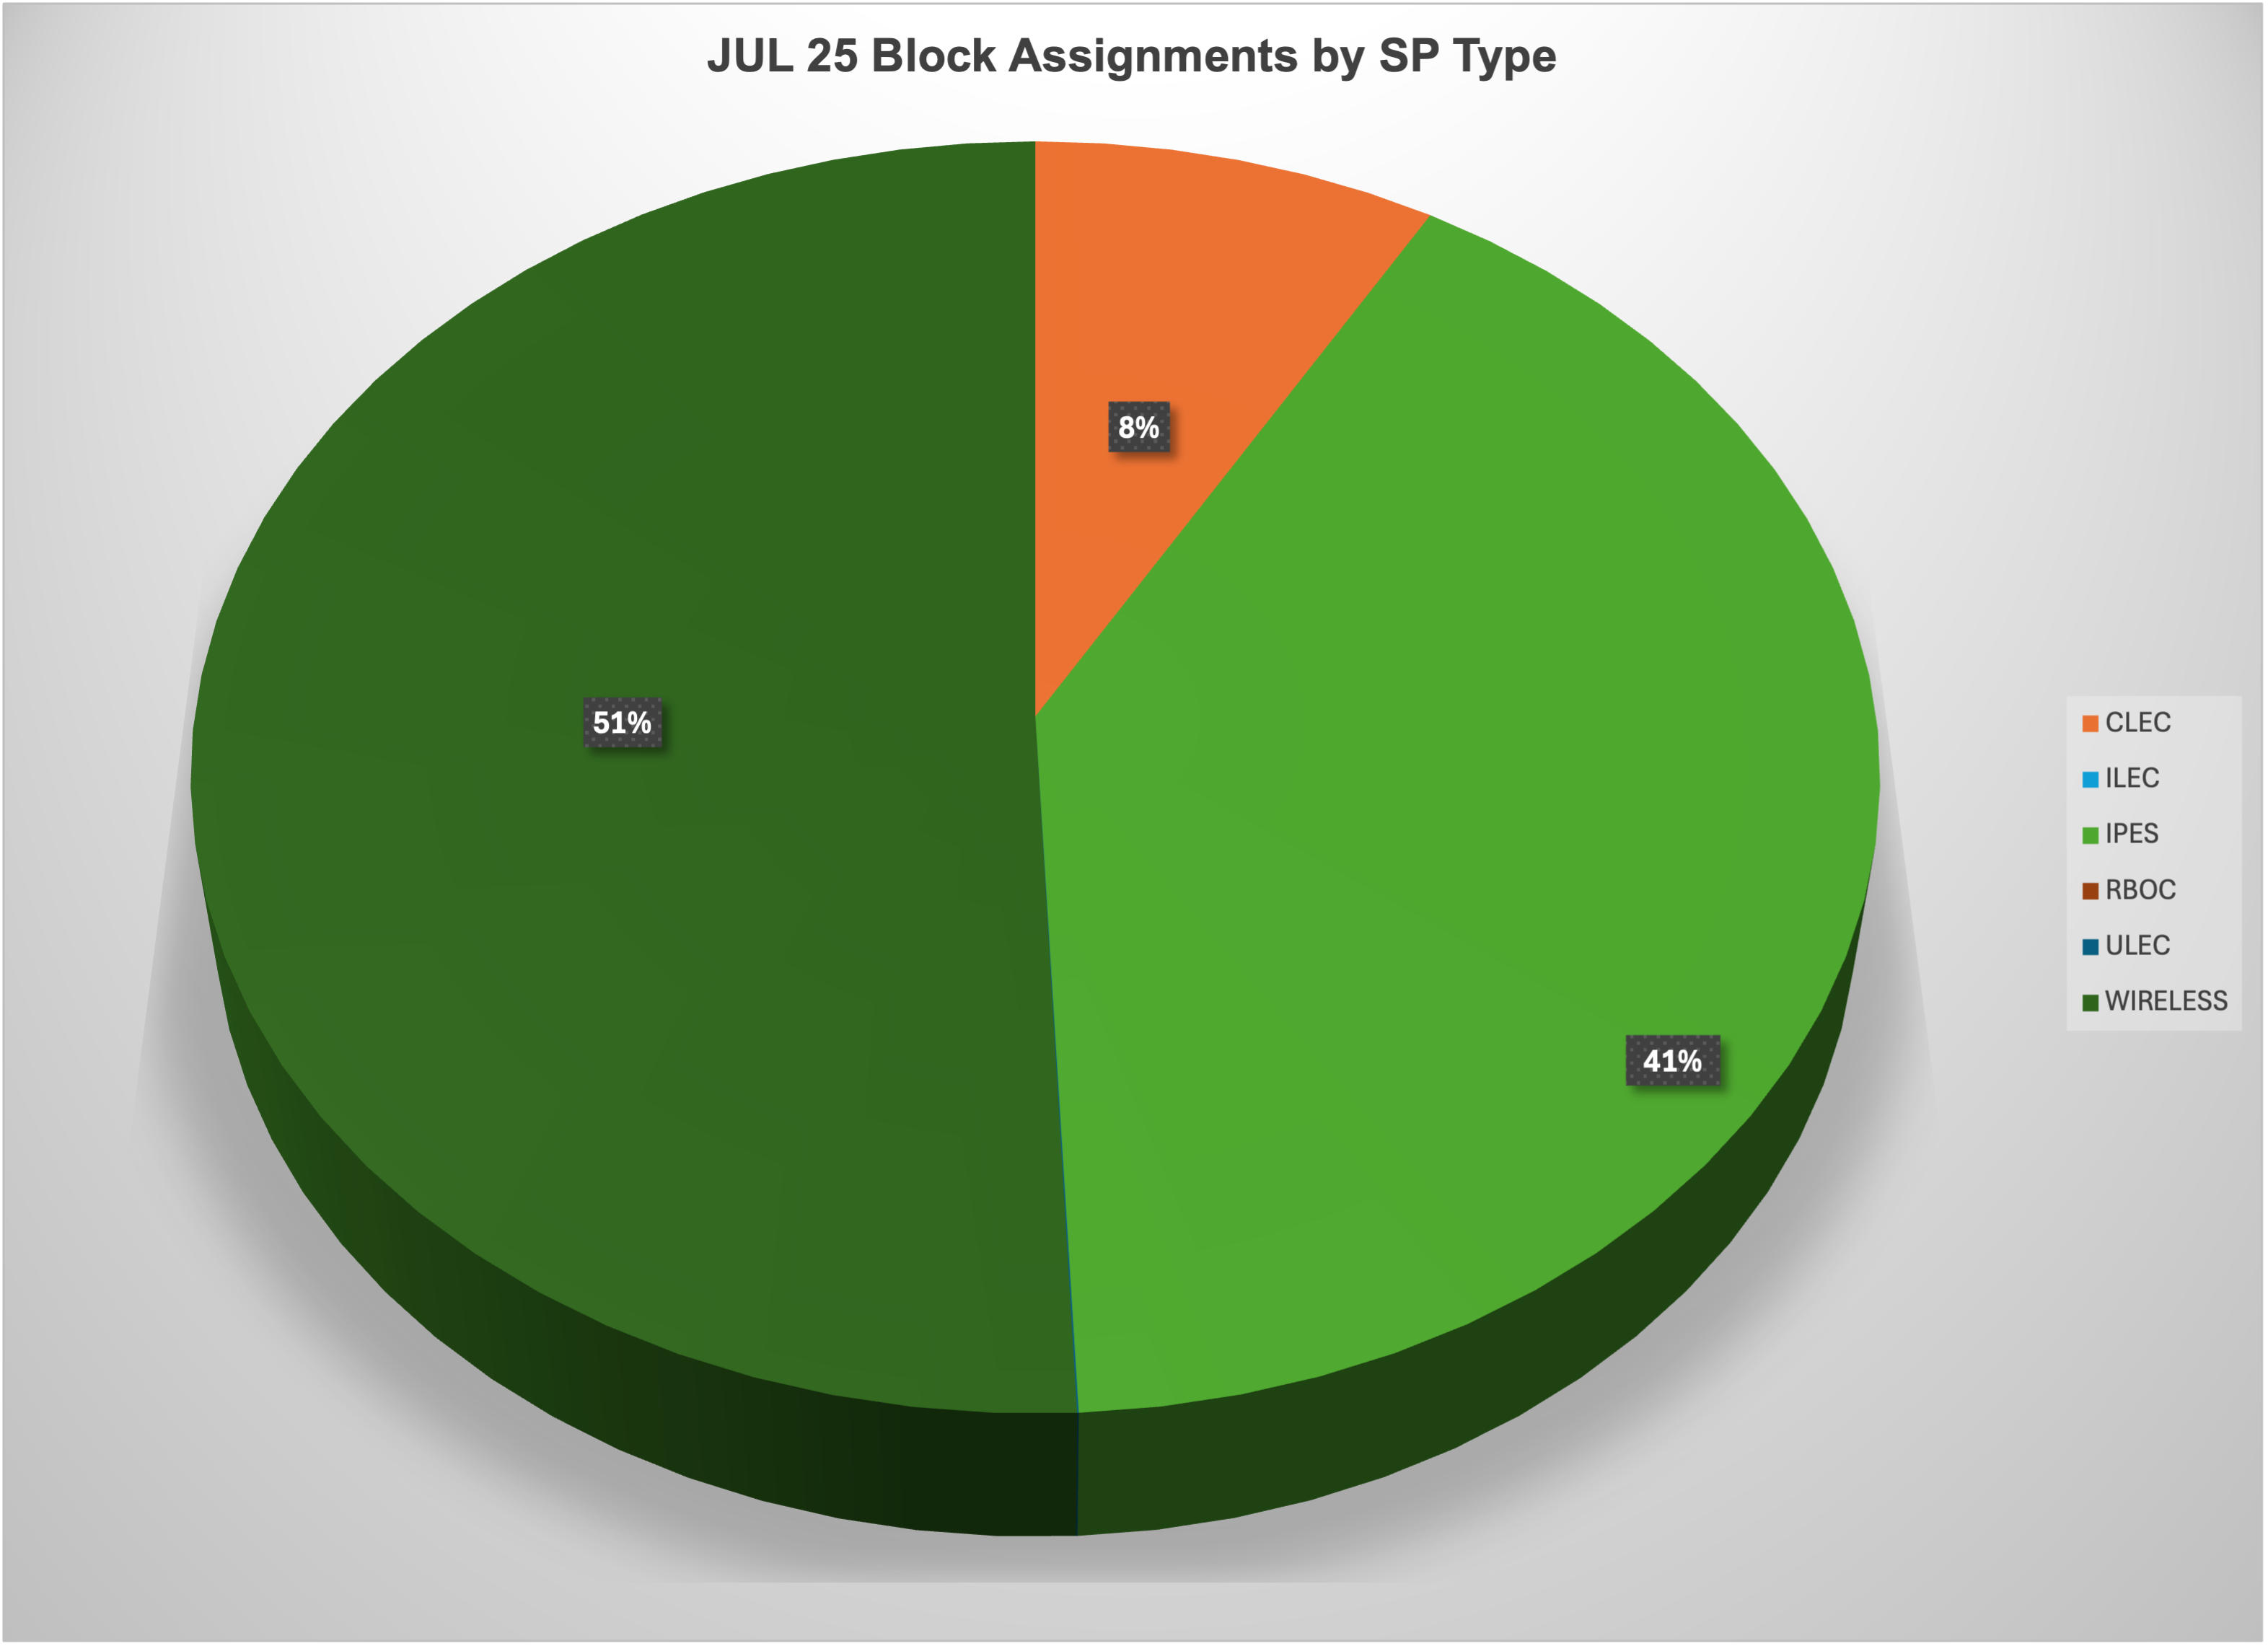 JUL 25 Block Assignments by SP Type
8%
51%
41%
CLEC
ILEC
IPES
RBOC
ULEC
WIRELESS